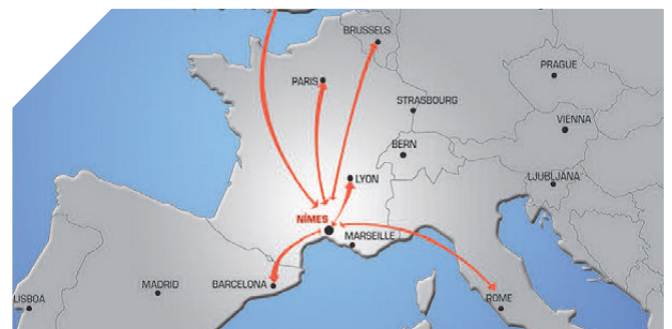 BRUSSELS
PARIS
PRAGUE
STRASBOURG
VIENNA
BERN
LYON
LJUBLJANA
NÎMES
MARSEILLE
MADRID
BARCELONA
LISBOA
ROME